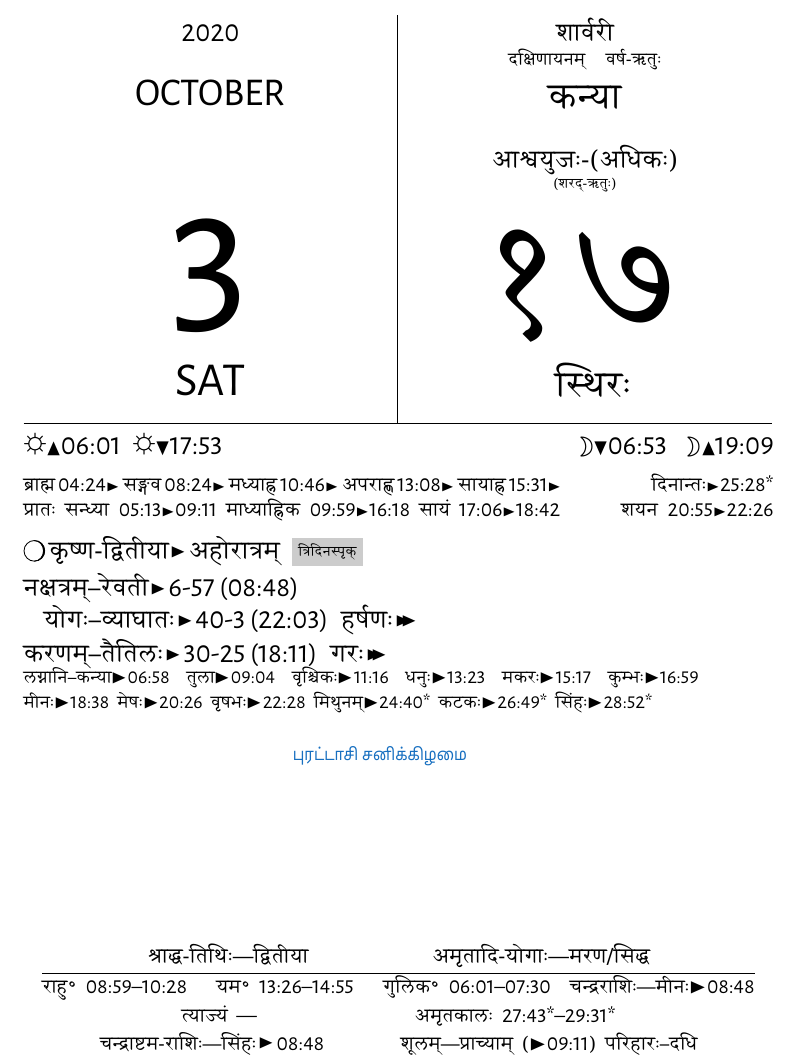 2020
OCTOBER
3
SAT
शार्वरी
दक्षिणायनम् वर्ष-ऋतुः
कन्या
आश्वयुजः-(अधिकः)
(शरद्-ऋतुः)
१७
स्थिरः
☼▲06:01 ☼▼17:53 ☽▼06:53 ☽▲19:09
ब्राह्म 04:24► सङ्गव 08:24► मध्याह्न 10:46► अपराह्ण 13:08► सायाह्न 15:31► दिनान्तः►25:28*
प्रातः सन्ध्या 05:13►09:11 माध्याह्निक 09:59►16:18 सायं 17:06►18:42 शयन 20:55►22:26
❍कृष्ण-द्वितीया► अहोरात्रम् त्रिदिनस्पृक्
नक्षत्रम्–रेवती►6-57 (08:48)
योगः–व्याघातः►40-3 (22:03) हर्षणः►►
करणम्–तैतिलः►30-25 (18:11) गरः►►
लग्नानि–कन्या►06:58 तुला►09:04 वृश्चिकः►11:16 धनुः►13:23 मकरः►15:17 कुम्भः►16:59
मीनः►18:38 मेषः►20:26 वृषभः►22:28 मिथुनम्►24:40* कटकः►26:49* सिंहः►28:52*
புரட்டாசி சனிக்கிழமை
श्राद्ध-तिथिः—द्वितीया अमृतादि-योगाः—मरण/सिद्ध
राहु° 08:59–10:28 यम° 13:26–14:55 गुलिक° 06:01–07:30 चन्द्रराशिः—मीनः►08:48
त्याज्यं — अमृतकालः 27:43*–29:31*
चन्द्राष्टम-राशिः—सिंहः►08:48 शूलम्—प्राच्याम् (►09:11) परिहारः–दधि